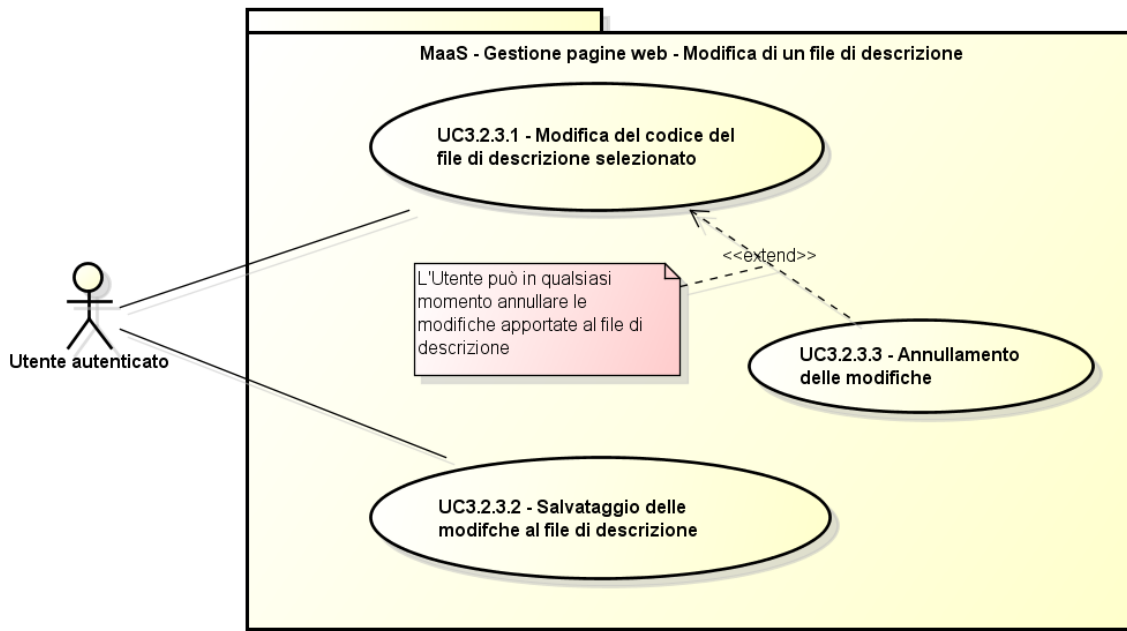 MaaS - Gestione pagine web - Modifica di un file di descrizione
UC3.2.3.1 - Modifica del codice del
file di descrizione selezionato
<<extend>>
L'Utente può in qualsiasi
momento annullare le
modifiche apportate al file di
descrizione
Utente autenticato
UC3.2.3.3 - Annullamento
delle modifiche
UC3.2.3.2 - Salvataggio delle
modifche al file di descrizione